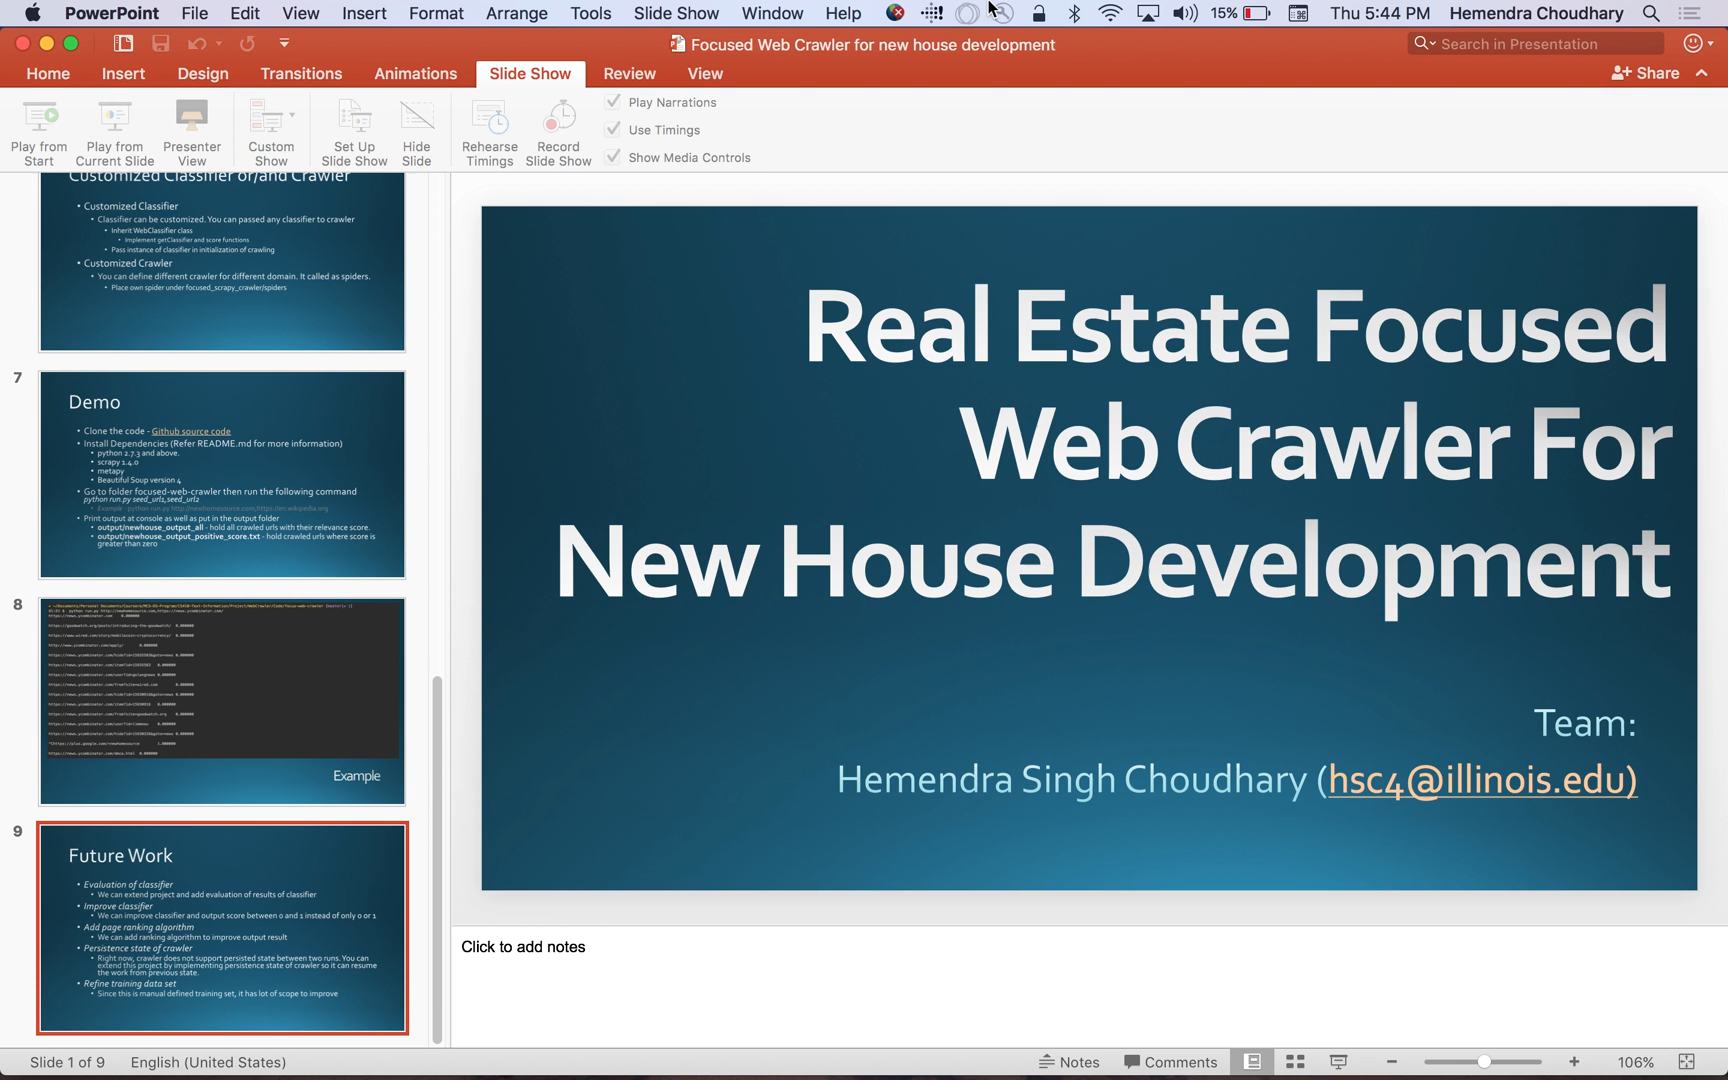 PowerPoint File Edit View Insert Format Arrange Tools Slide Show Window Help 15% Thu 5:44 PM Hemendra Choudhary
Focused Web Crawler for new house development
Search in Presentation
Home Insert Design Transitions Animations Slide Show Review View
Share
Play from Start
Play from Current Slide
Presenter View
Custom Show
Set Up Slide Show
Hide Slide
Rehearse Timings
Record Slide Show
Play Narrations
Use Timings
Show Media Controls
Customized Classifier or/and Crawler
• Customized Classifier
• Classifier can be customized. You can passed any classifier to crawler
• Inherit WebClassifier class
• Implement getClassifier and score functions
• Pass instance of classifier in initialization of crawling
• Customized Crawler
• You can define different crawler for different domain. It called as spiders.
• Place own spider under focused_scrapy_crawler/spiders
7
Demo
• Clone the code - Github source code
• Install Dependencies (Refer README.md for more information)
• python 2.7.3 and above.
• scrapy 1.4.0
• metapy
• Beautiful Soup version 4
• Go to folder focused-web-crawler then run the following command
python run.py seed_url1,seed_url2
• Example - python run.py http://newhomesource.com,https://en.wikipedia.org
• Print output at console as well as put in the output folder
• output/newhouse_output_all - hold all crawled urls with their relevance score.
• output/newhouse_output_positive_score.txt - hold crawled urls where score is
greater than zero
8
Example
9
Future Work
• Evaluation of classifier
• We can extend project and add evaluation of results of classifier
• Improve classifier
• We can improve classifier and output score between 0 and 1 instead of only 0 or 1
• Add page ranking algorithm
• We can add ranking algorithm to improve output result
• Persistence state of crawler
• Right now, crawler does not support persisted state between two runs. You can
extend this project by implementing persistence state of crawler so it can resume
the work from previous state.
• Refine training data set
• Since this is manual defined training set, it has lot of scope to improve
Real Estate Focused
Web Crawler For
New House Development
Team:
Hemendra Singh Choudhary (hsc4@illinois.edu)
Click to add notes
Slide 1 of 9 English (United States) Notes Comments 106%